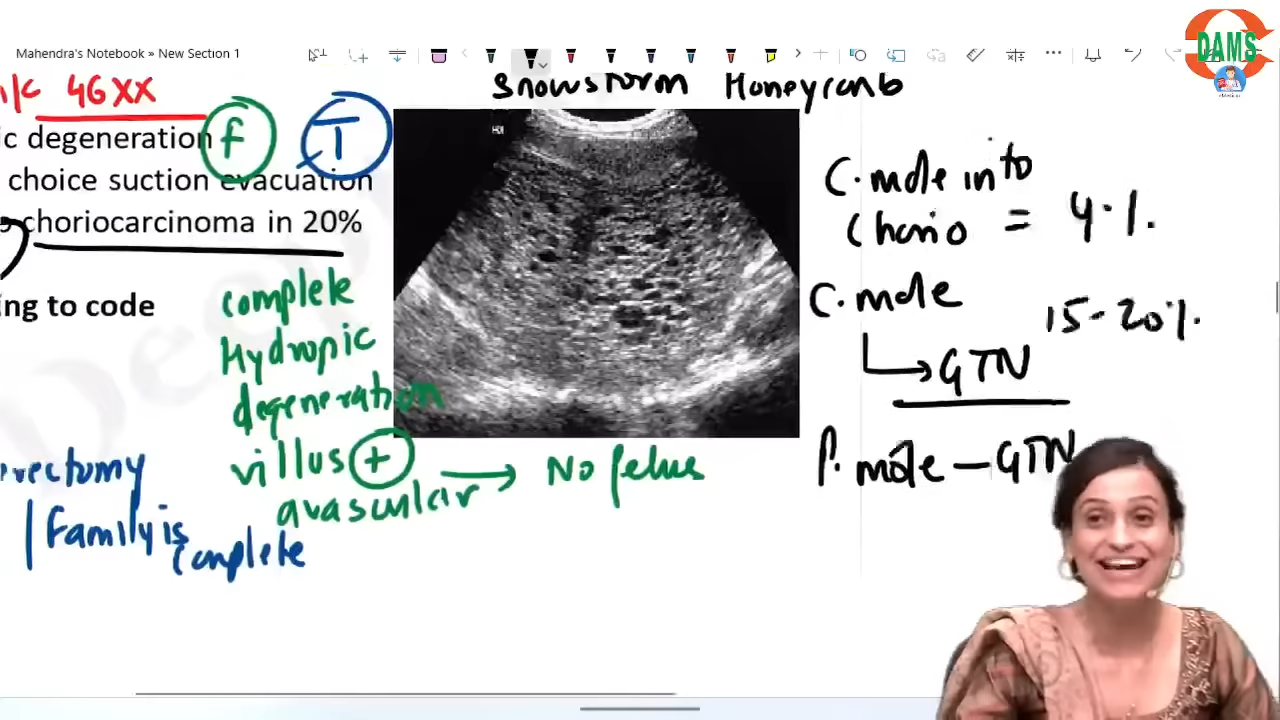 Mahendra's Notebook » New Section 1
DAMS
Snowstorm Honeycomb
46XX
ic degeneration F T
choice suction evacuation
choriocarcinoma in 20%
ing to code
complete
Hydropic
degeneration
villus +
avascular → No fetus
Family is
complete
HDI
C. mole into
Chorio = 4%.
C. mole
15-20%.
GTN
P. mole - GTN